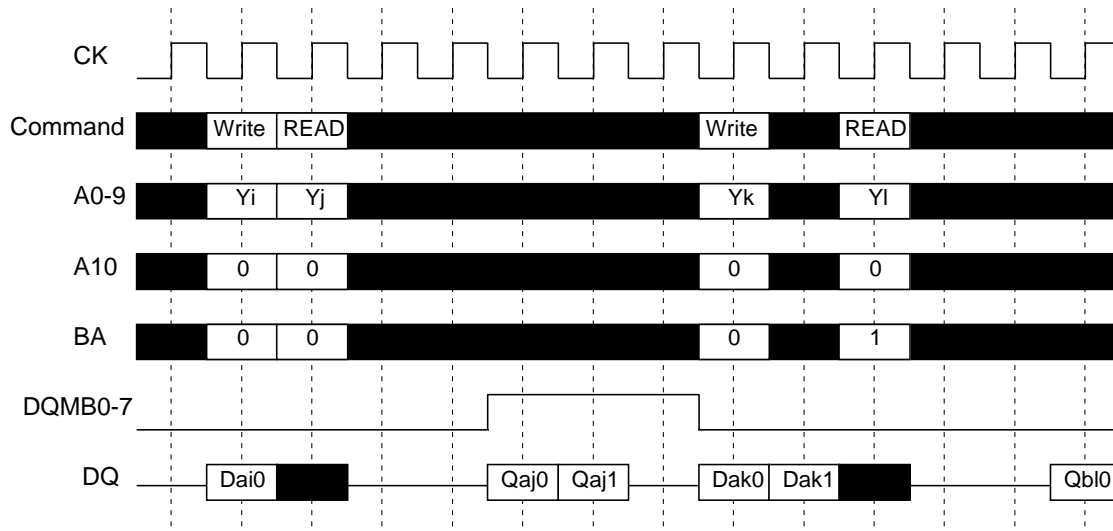 CK
Command Write READ Write READ
A0-9 Yi Yj Yk Yl
A10 0 0 0 0
BA 0 0 0 1
DQMB0-7
DQ Dai0 Qaj0 Qaj1 Dak0 Dak1 Qbl0